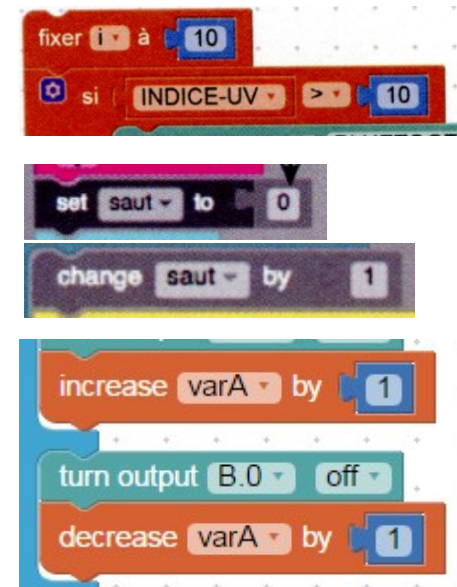 fixer i à 10
si INDICE-UV > 10
set saut to 0
change saut by 1
increase varA by 1
turn output B.0 off
decrease varA by 1